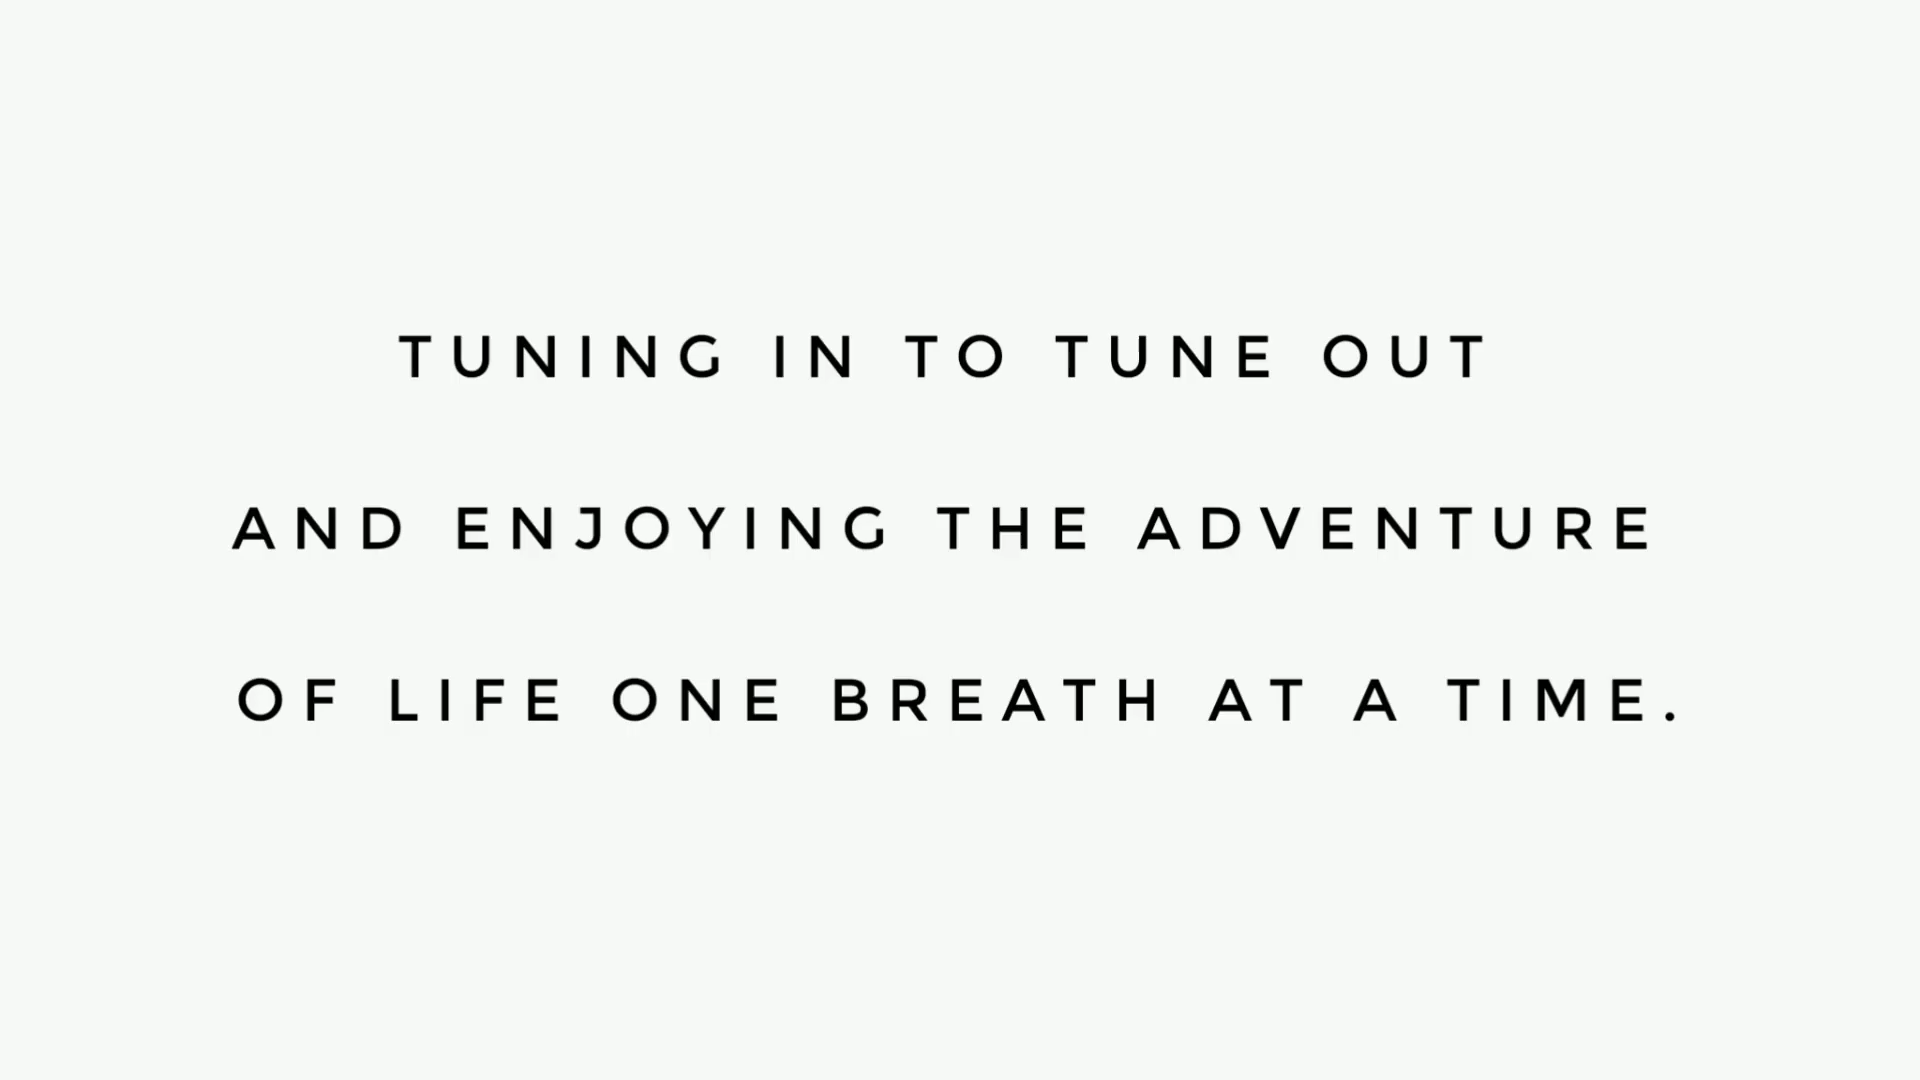 TUNING IN TO TUNE OUT
AND ENJOYING THE ADVENTURE
OF LIFE ONE BREATH AT A TIME.